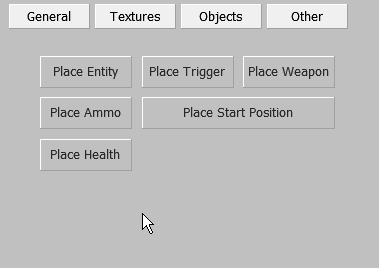 General Textures Objects Other
Place Entity Place Trigger Place Weapon
Place Ammo Place Start Position
Place Health